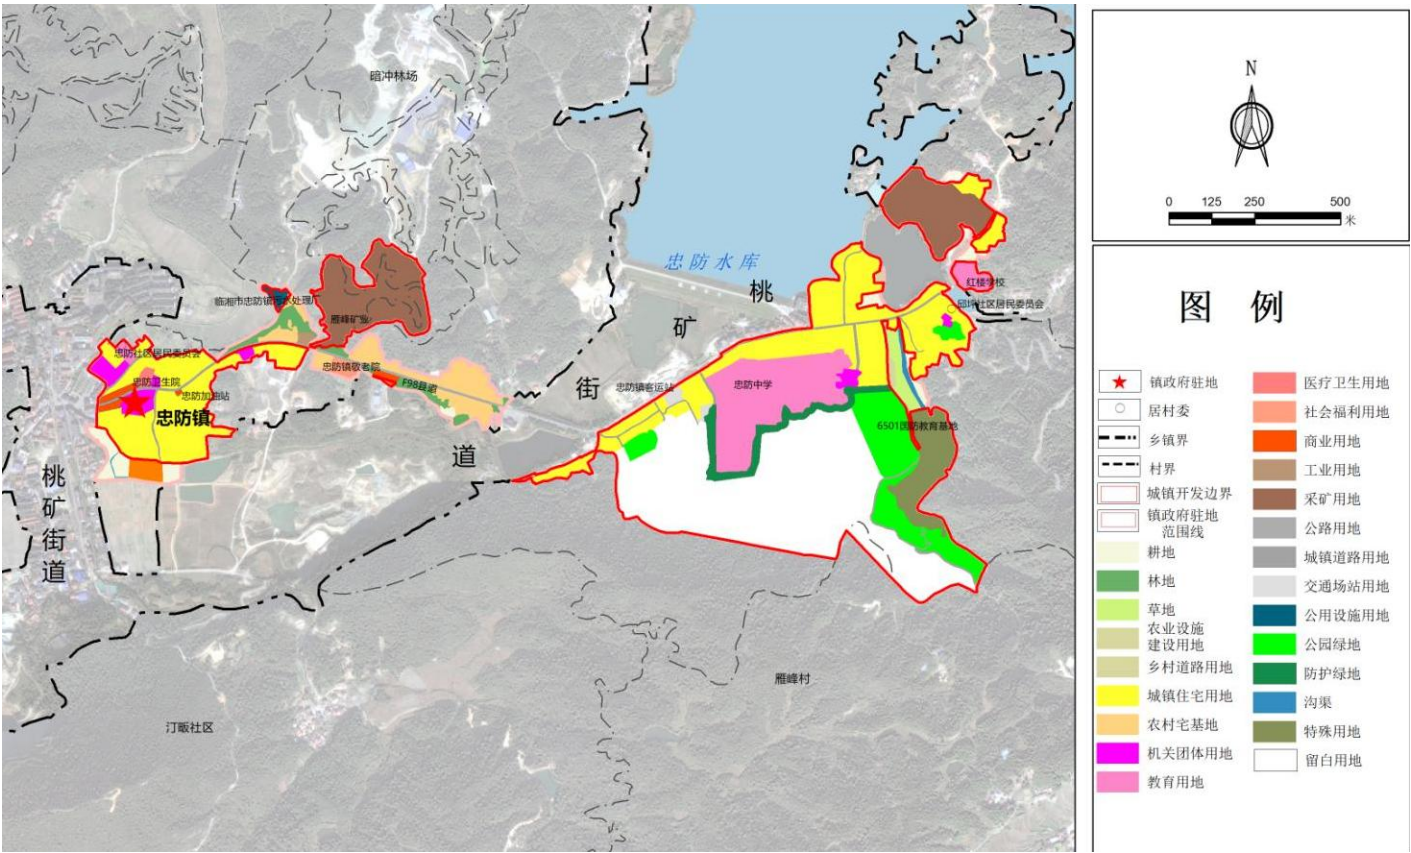 暗冲林场
忠防水库
桃
矿
街
道
红楼学校
邱坪社区居民委员会
临湘市忠防镇污水处理厂
雁峰矿业
忠防社区居民委员会
忠防镇敬老院
F98县道
忠防卫生院
忠防加油站
忠防镇
忠防镇客运站
忠防中学
6501国防教育基地
桃
矿
街
道
雁峰村
汀畈社区
N
0 125 250 500
米
图 例
镇政府驻地
居村委
乡镇界
村界
城镇开发边界
镇政府驻地
范围线
耕地
林地
草地
农业设施
建设用地
乡村道路用地
城镇住宅用地
农村宅基地
机关团体用地
教育用地
医疗卫生用地
社会福利用地
商业用地
工业用地
采矿用地
公路用地
城镇道路用地
交通场站用地
公用设施用地
公园绿地
防护绿地
沟渠
特殊用地
留白用地